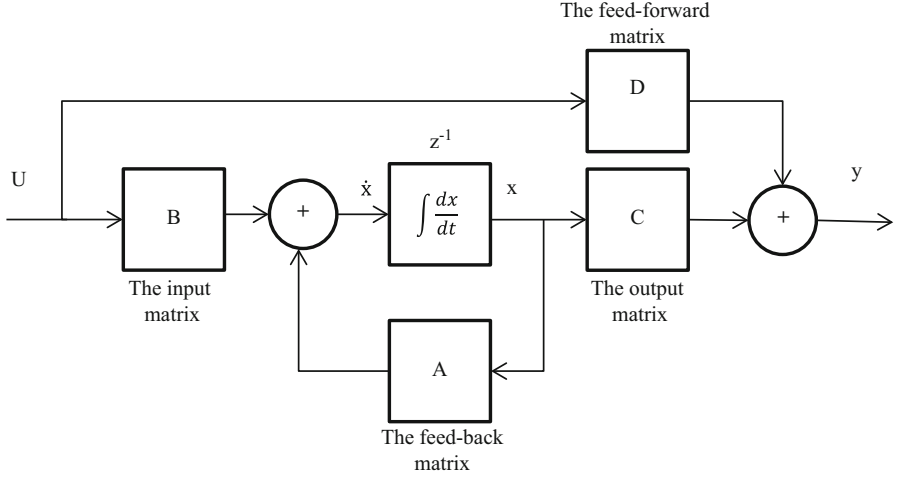 The feed-forward
matrix
D
z-1
U
ẋ
x
y
B
+
∫ dx/dt
C
+
The input
matrix
The output
matrix
A
The feed-back
matrix